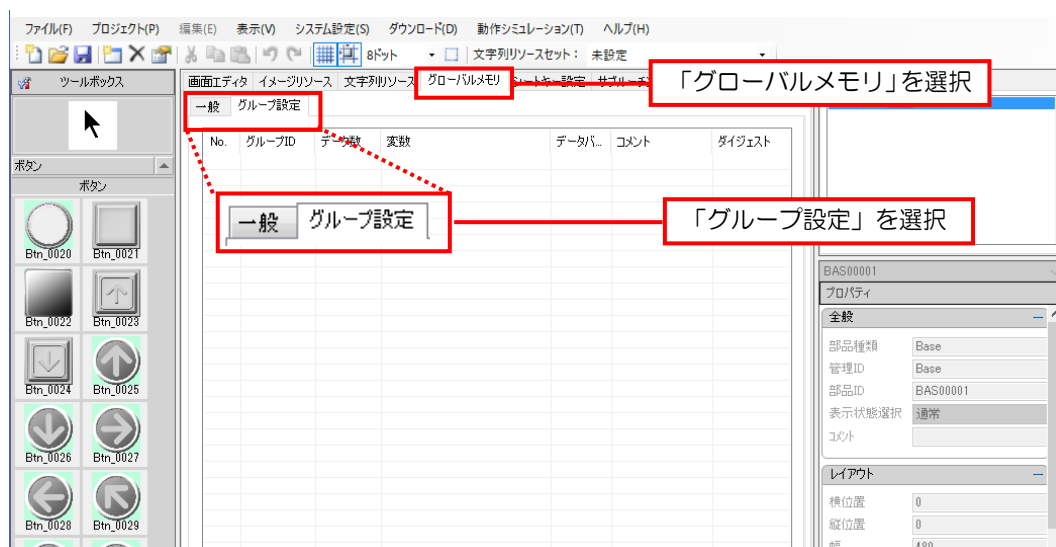 ファイル(F) プロジェクト(P) 編集(E) 表示(V) システム設定(S) ダウンロード(D) 動作シミュレーション(T) ヘルプ(H)
8ドット 文字列リソースセット： 未設定
ツールボックス
画面エディタ イメージリソース 文字列リソース グローバルメモリ
「グローバルメモリ」を選択
一般 グループ設定
No. グループID データ数 変数 データバ... コメント ダイジェスト
ボタン
ボタン
一般 グループ設定
「グループ設定」を選択
Btn_0020 Btn_0021
Btn_0022 Btn_0023
Btn_0024 Btn_0025
Btn_0026 Btn_0027
Btn_0028 Btn_0029
BAS00001
プロパティ
全般
部品種類 Base
管理ID Base
部品ID BAS00001
表示状態選択 通常
コメント
レイアウト
横位置 0
縦位置 0